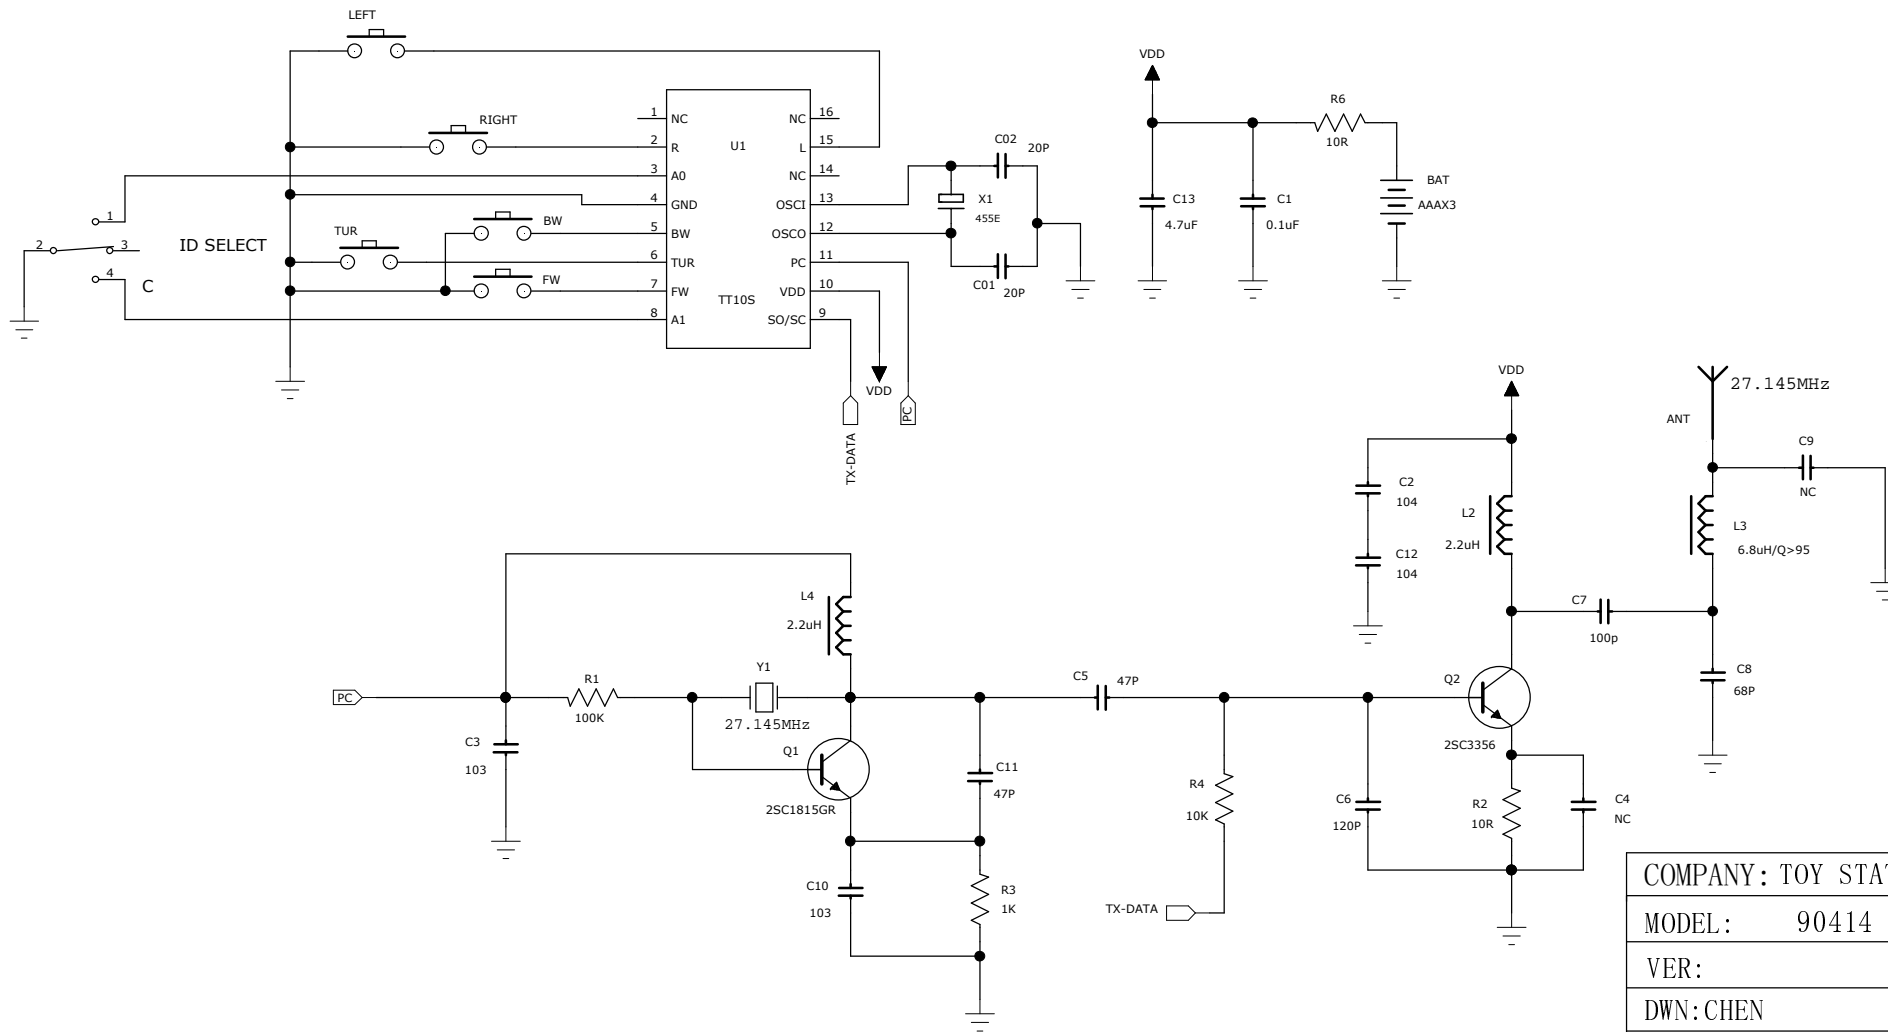 LEFT
RIGHT
1 NC
NC 16
2 R
U1
L 15
3 A0
NC 14
4 GND
OSCI 13
5 BW
OSCO 12
6 TUR
PC 11
7 FW
TT10S
VDD 10
8 A1
SO/SC 9
1
2
3
4
ID SELECT
C
TUR
BW
FW
C02
20P
X1
455E
C01
20P
VDD
TX-DATA
PC
VDD
R6
10R
C13
4.7uF
C1
0.1uF
BAT
AAAX3
VDD
27.145MHz
ANT
C9
NC
C2
104
L2
2.2uH
L3
6.8uH/Q>95
C12
104
C7
100p
C8
68P
L4
2.2uH
PC
R1
100K
Y1
27.145MHz
C3
103
Q1
2SC1815GR
C11
47P
C5
47P
Q2
2SC3356
R4
10K
C6
120P
R2
10R
C4
NC
C10
103
R3
1K
TX-DATA
COMPANY: TOY STA
MODEL: 90414
VER:
DWN:CHEN